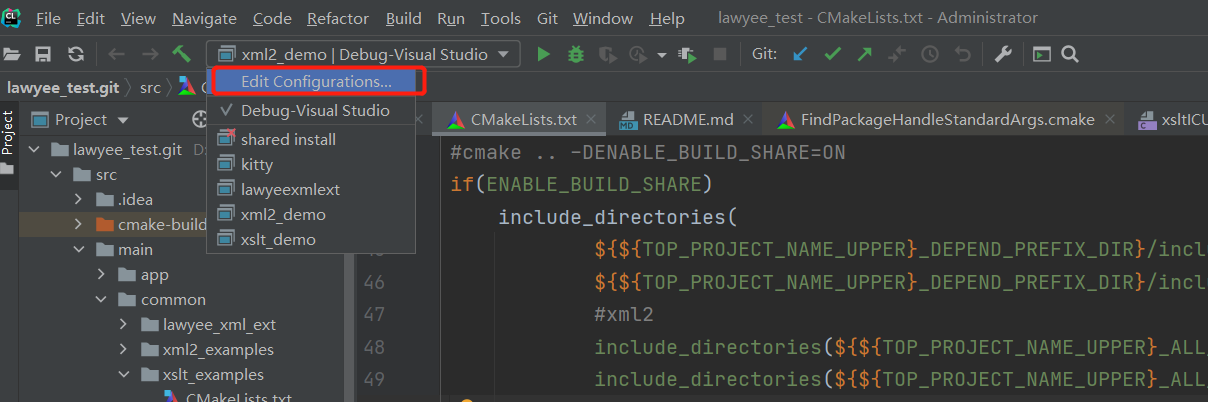 File Edit View Navigate Code Refactor Build Run Tools Git Window Help lawyee_test - CMakeLists.txt - Administrator
xml2_demo | Debug-Visual Studio Git:
lawyee_test.git src
Edit Configurations...
Debug-Visual Studio
shared install
kitty
lawyeexmlext
xml2_demo
xslt_demo
Project
Project
lawyee_test.git
src
.idea
cmake-build
main
app
common
lawyee_xml_ext
xml2_examples
xslt_examples
CMakeLists.txt
CMakeLists.txt README.md FindPackageHandleStandardArgs.cmake xsltICU
#cmake .. -DENABLE_BUILD_SHARE=ON
if(ENABLE_BUILD_SHARE)
include_directories(
${${TOP_PROJECT_NAME_UPPER}_DEPEND_PREFIX_DIR}/incl
46 ${${TOP_PROJECT_NAME_UPPER}_DEPEND_PREFIX_DIR}/incl
47 #xml2
48 include_directories(${${TOP_PROJECT_NAME_UPPER}_ALL_
49 include_directories(${${TOP_PROJECT_NAME_UPPER}_ALL_